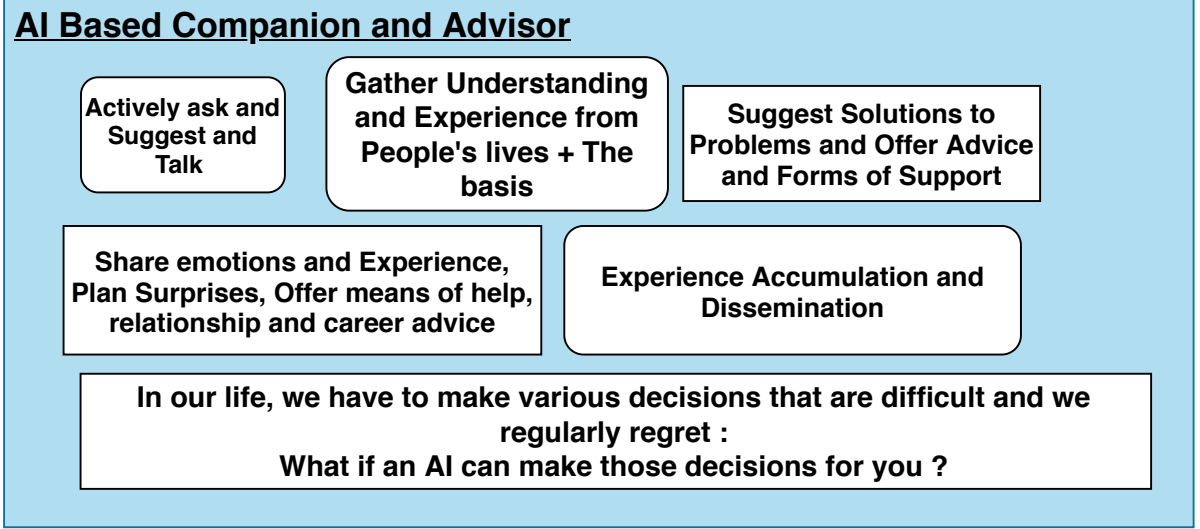 AI Based Companion and Advisor
Actively ask and
Suggest and
Talk
Gather Understanding
and Experience from
People's lives + The
basis
Suggest Solutions to
Problems and Offer Advice
and Forms of Support
Share emotions and Experience,
Plan Surprises, Offer means of help,
relationship and career advice
Experience Accumulation and
Dissemination
In our life, we have to make various decisions that are difficult and we
regularly regret :
What if an AI can make those decisions for you ?